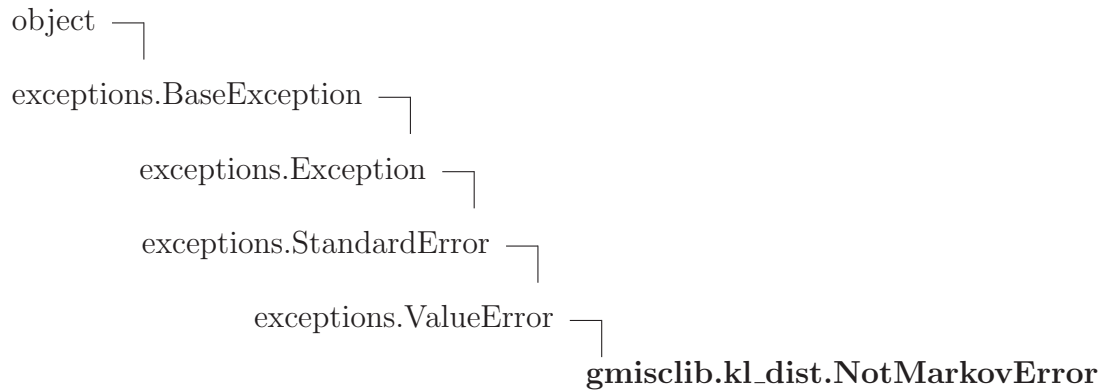 object
exceptions.BaseException
exceptions.Exception
exceptions.StandardError
exceptions.ValueError
gmisclib.kl_dist.NotMarkovError